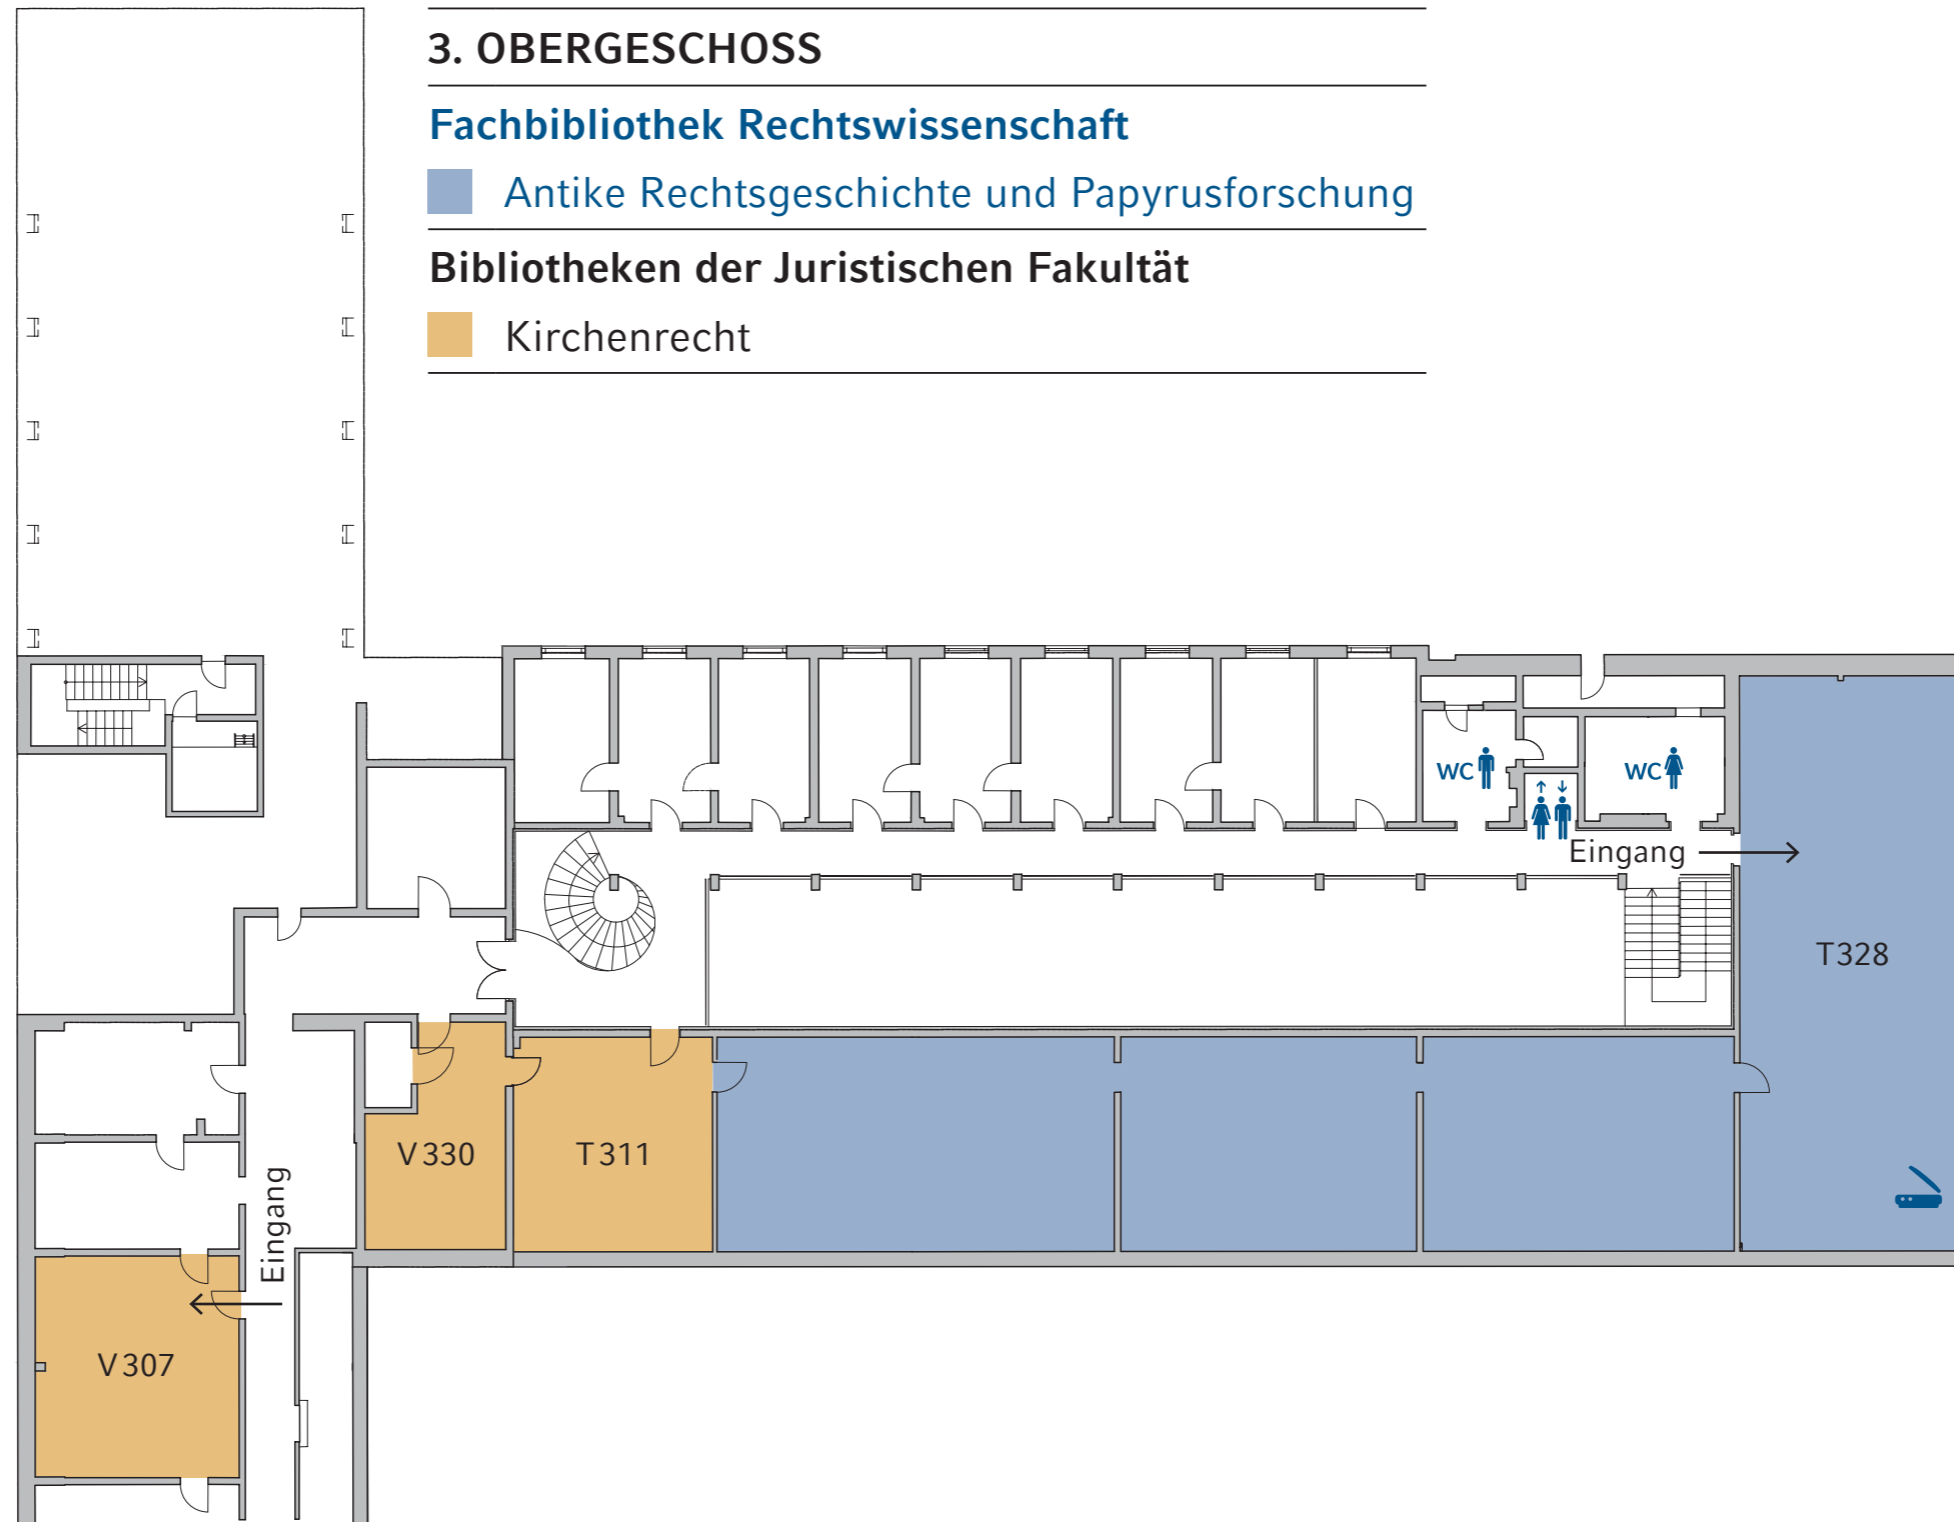 3. OBERGESCHOSS
Fachbibliothek Rechtswissenschaft
Antike Rechtsgeschichte und Papyrusforschung
Bibliotheken der Juristischen Fakultät
Kirchenrecht
WC
WC
Eingang
T328
V330
T311
Eingang
V307